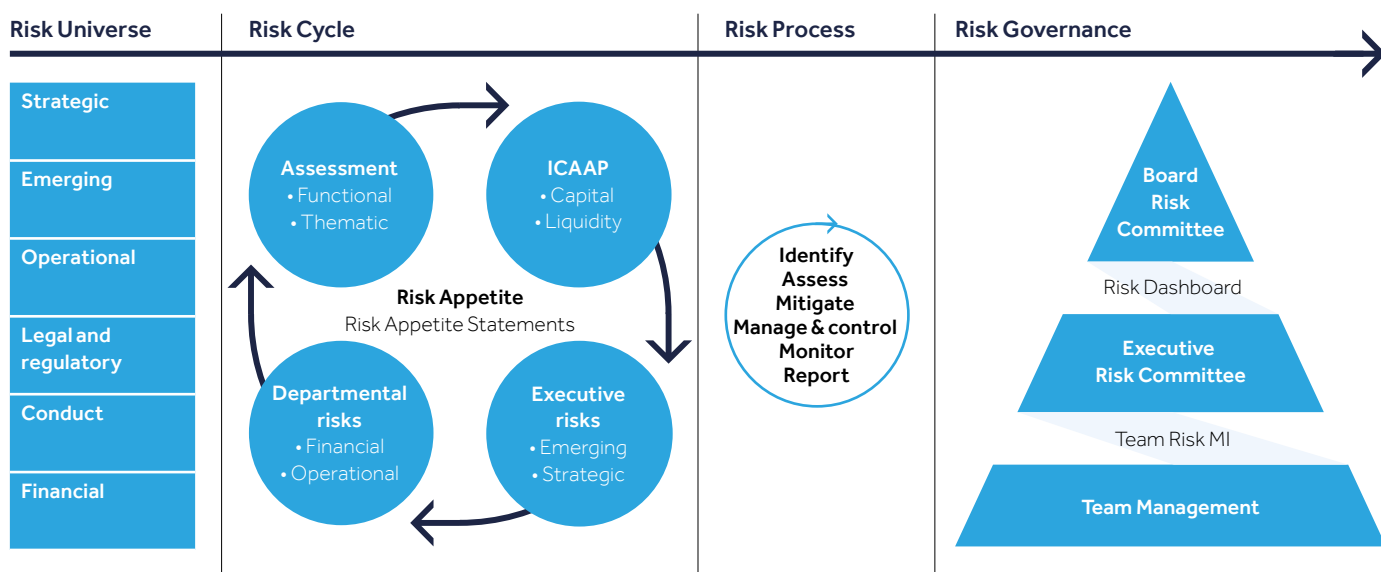 Risk Universe
Risk Cycle
Risk Process
Risk Governance
Strategic
Emerging
Operational
Legal and
regulatory
Conduct
Financial
Assessment
• Functional
• Thematic
ICAAP
• Capital
• Liquidity
Risk Appetite
Risk Appetite Statements
Departmental
risks
• Financial
• Operational
Executive
risks
• Emerging
• Strategic
Identify
Assess
Mitigate
Manage & control
Monitor
Report
Board
Risk
Committee
Risk Dashboard
Executive
Risk Committee
Team Risk MI
Team Management